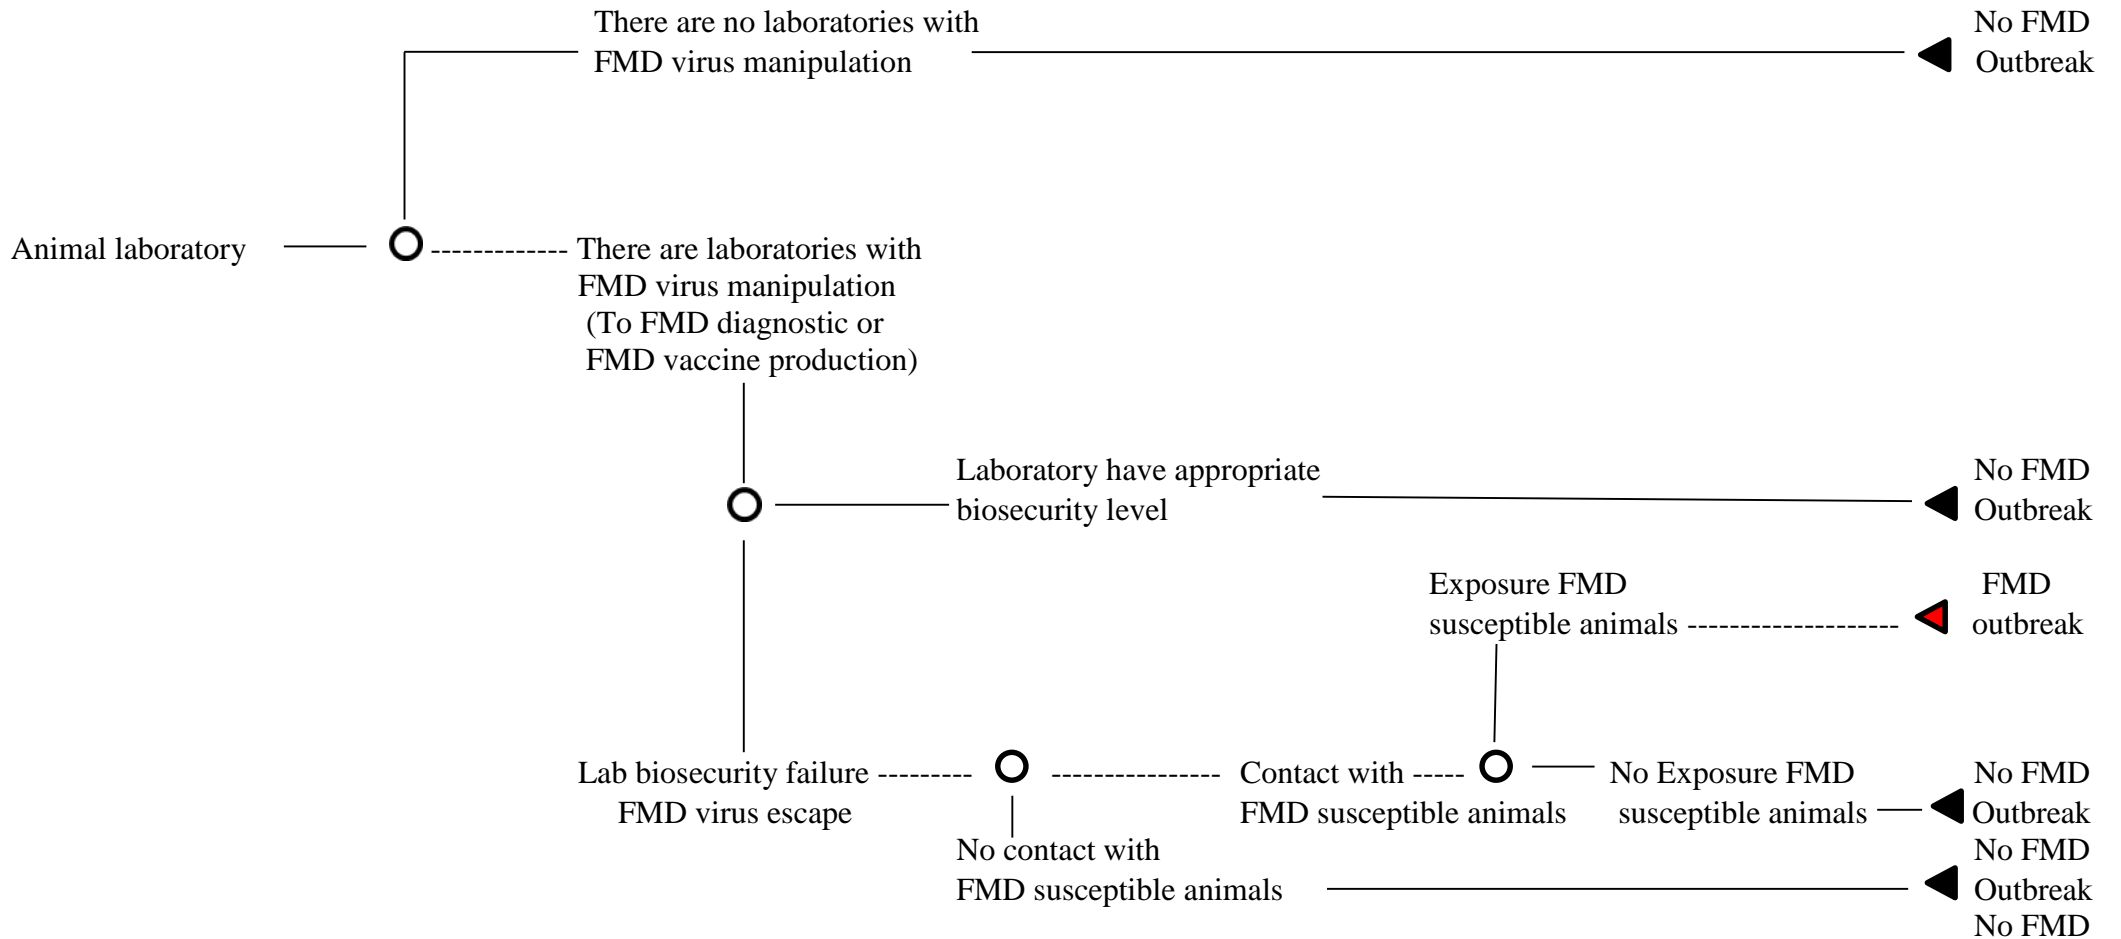 There are no laboratories with
FMD virus manipulation
No FMD
Outbreak
Animal laboratory
There are laboratories with
FMD virus manipulation
(To FMD diagnostic or
FMD vaccine production)
Laboratory have appropriate
biosecurity level
No FMD
Outbreak
Exposure FMD
susceptible animals
FMD
outbreak
Lab biosecurity failure
FMD virus escape
Contact with
FMD susceptible animals
No Exposure FMD
susceptible animals
No FMD
Outbreak
No contact with
FMD susceptible animals
No FMD
Outbreak
No FMD